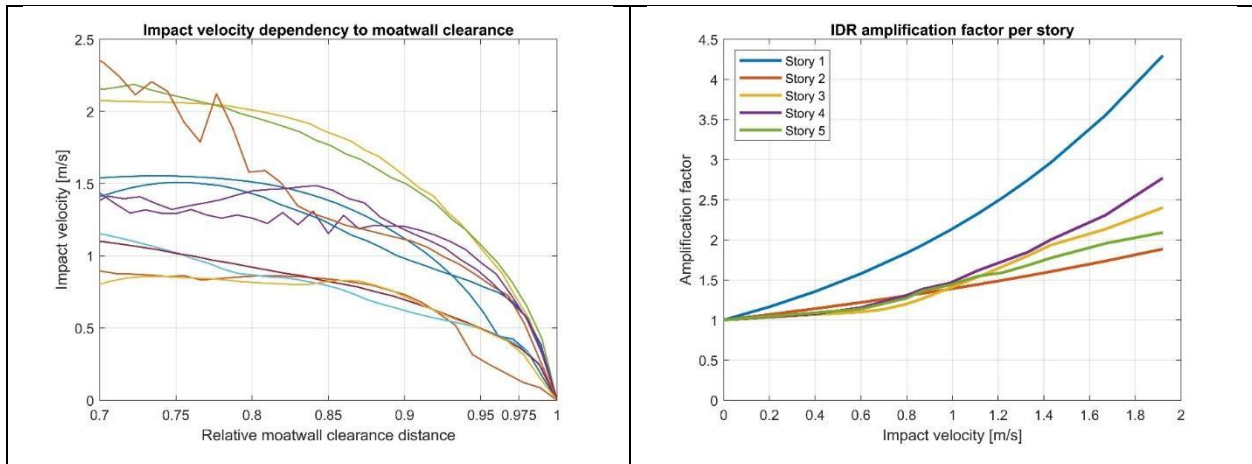 Impact velocity dependency to moatwall clearance
2.5
2
1.5
1
0.5
0
Impact velocity [m/s]
0.7 0.75 0.8 0.85 0.9 0.95 0.975 1
Relative moatwall clearance distance
IDR amplification factor per story
4.5
4
3.5
3
2.5
2
1.5
1
0.5
0
Amplification factor
Story 1
Story 2
Story 3
Story 4
Story 5
0 0.2 0.4 0.6 0.8 1 1.2 1.4 1.6 1.8 2
Impact velocity [m/s]